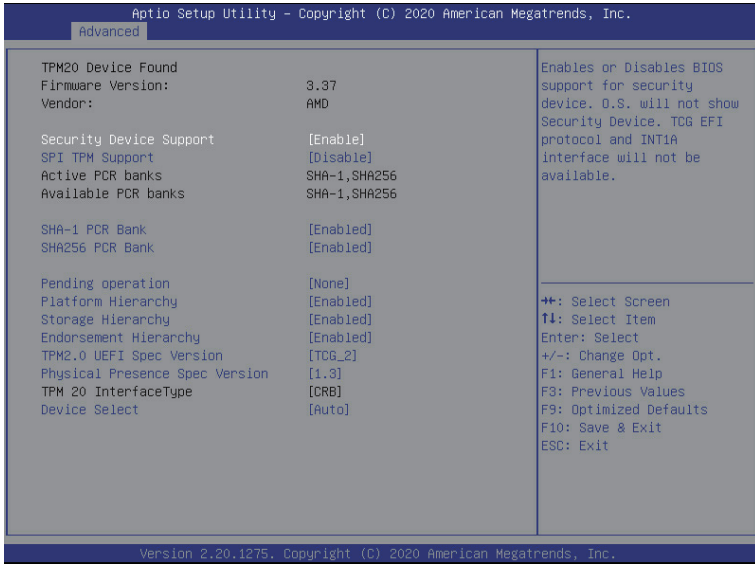 Aptio Setup Utility – Copyright (C) 2020 American Megatrends, Inc.
Advanced
TPM20 Device Found
Firmware Version: 3.37
Vendor: AMD
Security Device Support [Enable]
SPI TPM Support [Disable]
Active PCR banks SHA-1,SHA256
Available PCR banks SHA-1,SHA256
SHA-1 PCR Bank [Enabled]
SHA256 PCR Bank [Enabled]
Pending operation [None]
Platform Hierarchy [Enabled]
Storage Hierarchy [Enabled]
Endorsement Hierarchy [Enabled]
TPM2.0 UEFI Spec Version [TCG_2]
Physical Presence Spec Version [1.3]
TPM 20 InterfaceType [CRB]
Device Select [Auto]
Enables or Disables BIOS
support for security
device. O.S. will not show
Security Device. TCG EFI
protocol and INT1A
interface will not be
available.
→←: Select Screen
↑↓: Select Item
Enter: Select
+/-: Change Opt.
F1: General Help
F3: Previous Values
F9: Optimized Defaults
F10: Save & Exit
ESC: Exit
Version 2.20.1275. Copyright (C) 2020 American Megatrends, Inc.